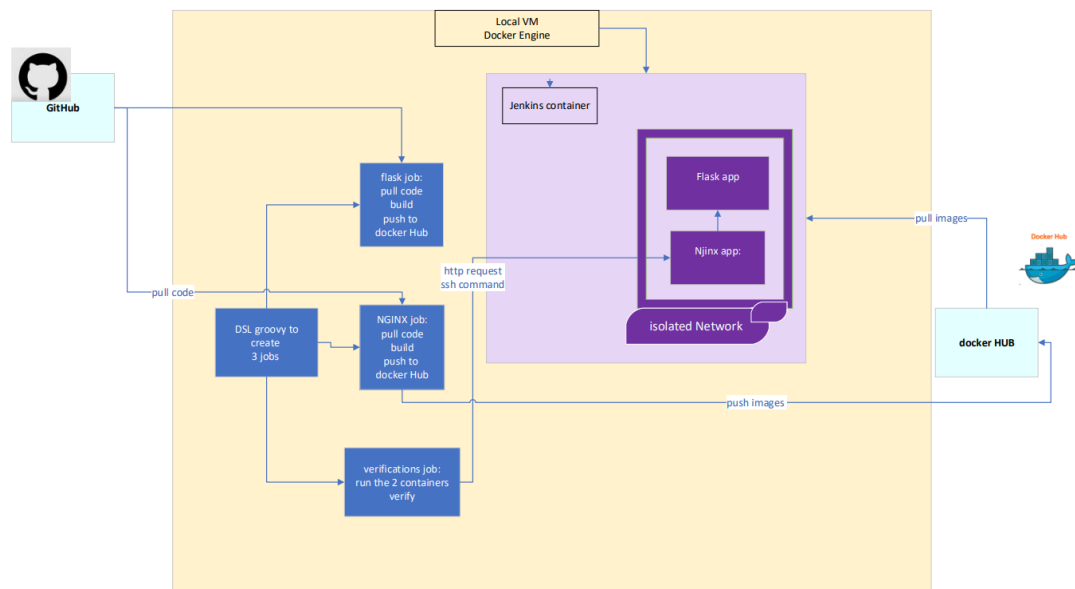 Local VM
Docker Engine
GitHub
Jenkins container
flask job:
pull code
build
push to
docker Hub
Flask app
Njinx app:
isolated Network
http request
ssh command
pull images
Docker Hub
docker HUB
pull code
DSL groovy to
create
3 jobs
NGINX job:
pull code
build
push to
docker Hub
push images
verifications job:
run the 2 containers
verify